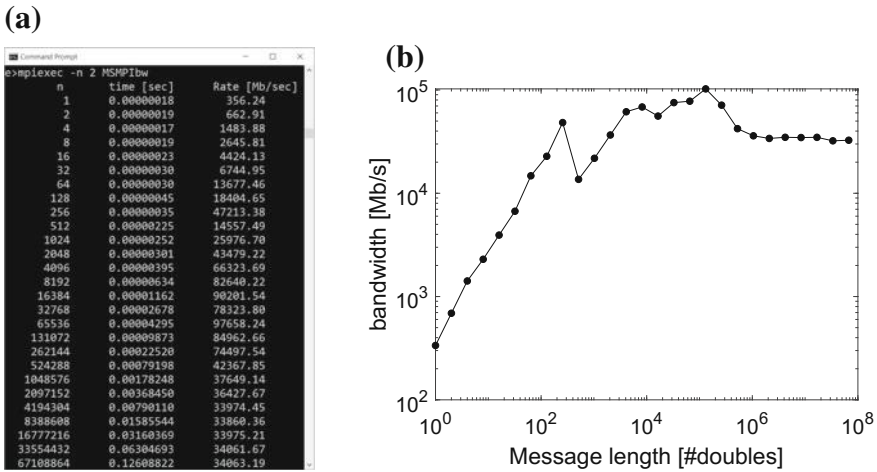 (a)
Command Prompt
e>mpiexec -n 2 MSMPIbw
n time [sec] Rate [Mb/sec]
1 0.00000018 356.24
2 0.00000019 662.91
4 0.00000017 1483.88
8 0.00000019 2645.81
16 0.00000023 4424.13
32 0.00000030 6744.95
64 0.00000030 13677.46
128 0.00000045 18404.65
256 0.00000035 47213.38
512 0.00000225 14557.49
1024 0.00000252 25976.70
2048 0.00000301 43479.22
4096 0.00000395 66323.69
8192 0.00000634 82640.22
16384 0.00001162 90201.54
32768 0.00002678 78323.80
65536 0.00004295 97658.24
131072 0.00009873 84962.66
262144 0.00022520 74497.54
524288 0.00079198 42367.85
1048576 0.00178248 37649.14
2097152 0.00368450 36427.67
4194304 0.00790110 33974.45
8388608 0.01585544 33860.36
16777216 0.03160369 33975.21
33554432 0.06304693 34061.67
67108864 0.12608822 34063.19
(b)
bandwidth [Mb/s]
10^5
10^4
10^3
10^2
10^0 10^2 10^4 10^6 10^8
Message length [#doubles]